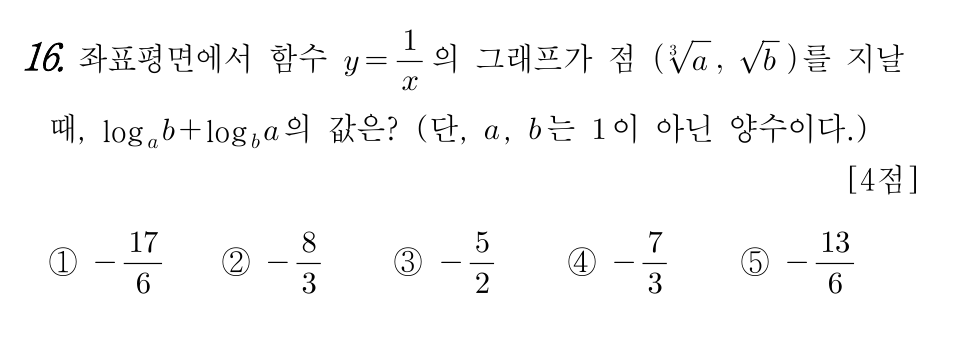 16. 좌표평면에서 함수 $y=\frac{1}{x}$의 그래프가 점 $(\sqrt[3]{a}, \sqrt{b})$를 지날
때, $\log_a b+\log_b a$의 값은? (단, $a$, $b$는 1이 아닌 양수이다.)
[4점]
① $-\frac{17}{6}$ ② $-\frac{8}{3}$ ③ $-\frac{5}{2}$ ④ $-\frac{7}{3}$ ⑤ $-\frac{13}{6}$